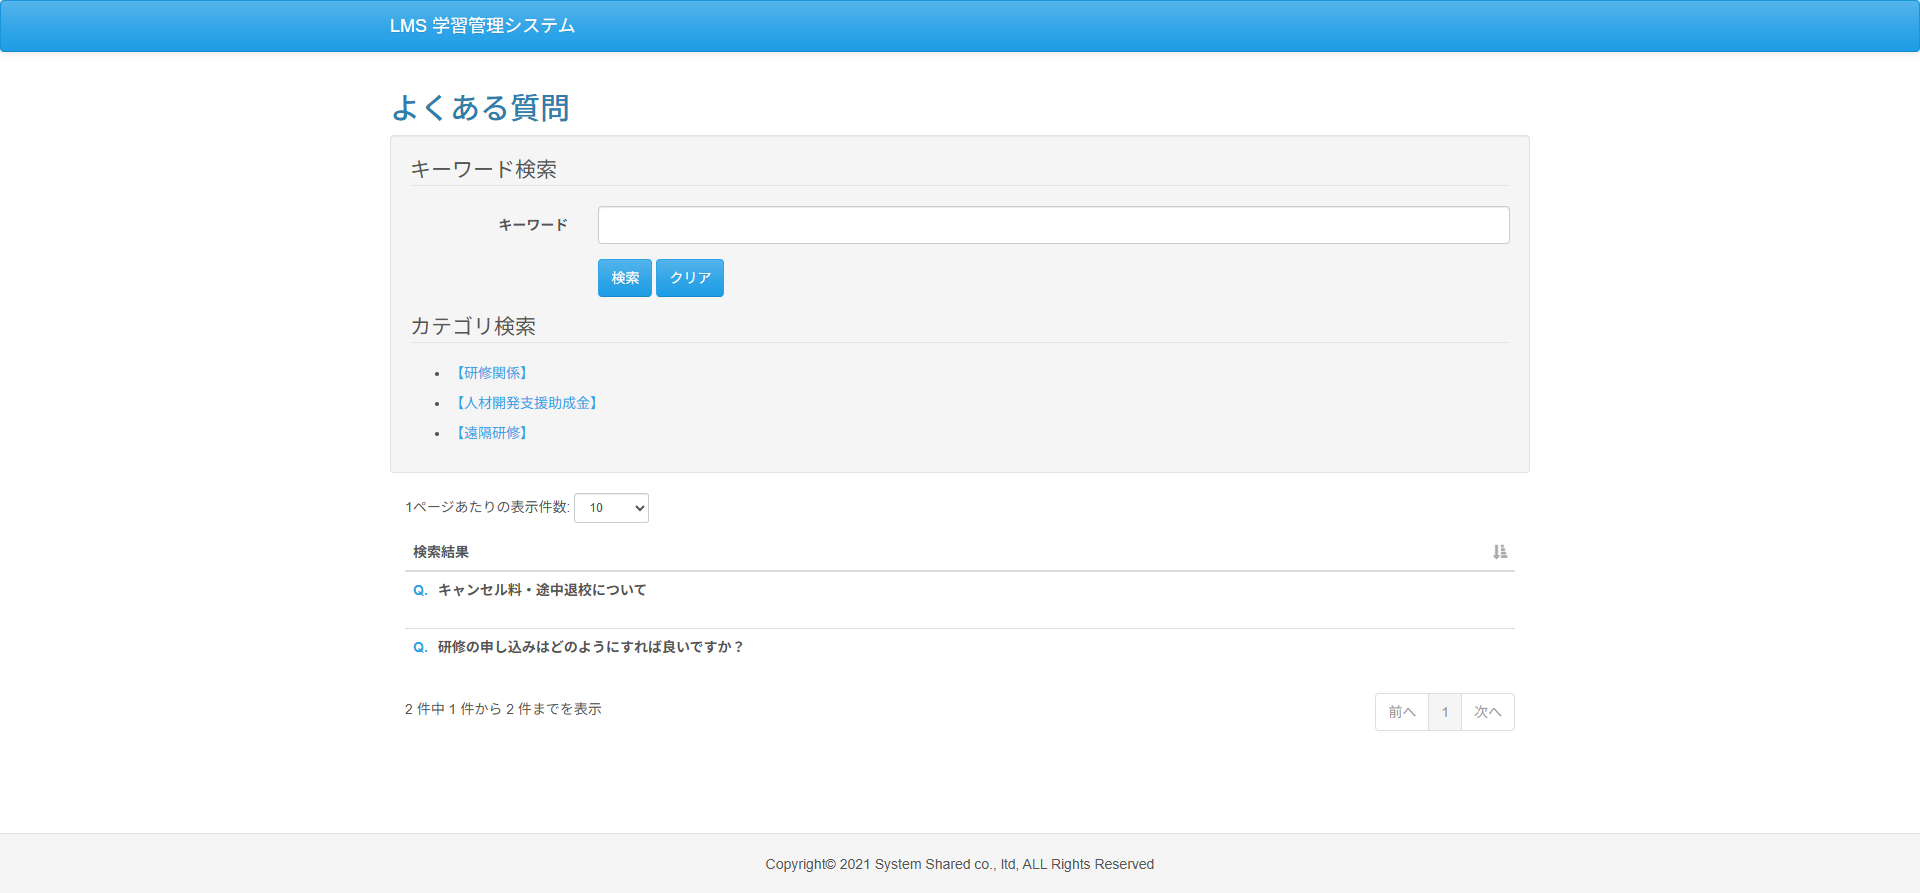 LMS 学習管理システム
よくある質問
キーワード検索
キーワード
検索 クリア
カテゴリ検索
【研修関係】
【人材開発支援助成金】
【遠隔研修】
1ページあたりの表示件数: 10
検索結果
Q. キャンセル料・途中退校について
Q. 研修の申し込みはどのようにすれば良いですか？
2 件中 1 件から 2 件までを表示
前へ 1 次へ
Copyright© 2021 System Shared co., ltd, ALL Rights Reserved